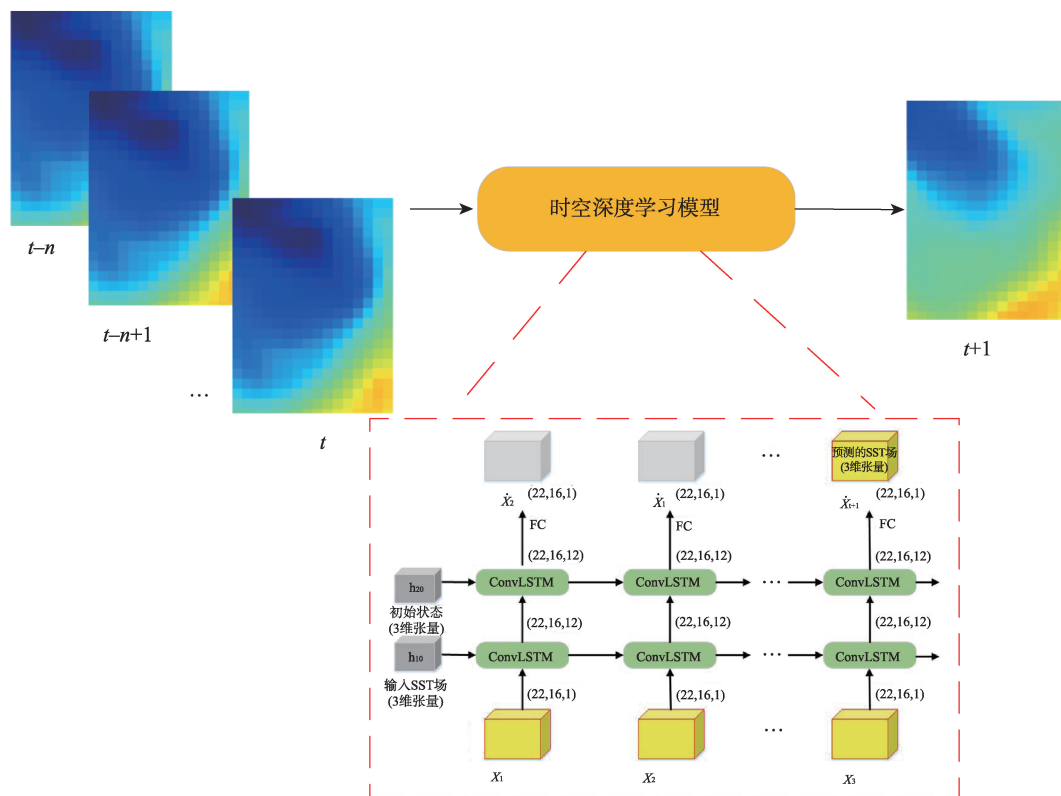 t–n
t–n+1
...
t
时空深度学习模型
t+1
预测的SST场
(3维张量)
...
Ẋ2
(22,16,1)
Ẋ1
(22,16,1)
Ẋt+1
(22,16,1)
FC
FC
FC
(22,16,12)
(22,16,12)
(22,16,12)
h20
ConvLSTM
ConvLSTM
...
ConvLSTM
初始状态
(3维张量)
(22,16,12)
(22,16,12)
(22,16,12)
h10
ConvLSTM
ConvLSTM
...
ConvLSTM
输入SST场
(3维张量)
(22,16,1)
(22,16,1)
(22,16,1)
...
X1
X2
X3